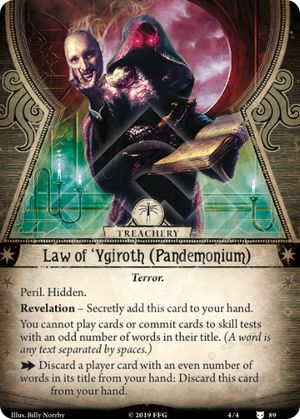 TREACHERY
Law of ‘Ygiroth (Pandemonium)
Terror.
Peril. Hidden.
Revelation – Secretly add this card to your hand.
You cannot play cards or commit cards to skill tests
with an odd number of words in their title. (A word is
any text separated by spaces.)
Discard a player card with an even number of
words in its title from your hand: Discard this card
from your hand.
Illus. Billy Norrby
© 2019 FFG
4/4
89